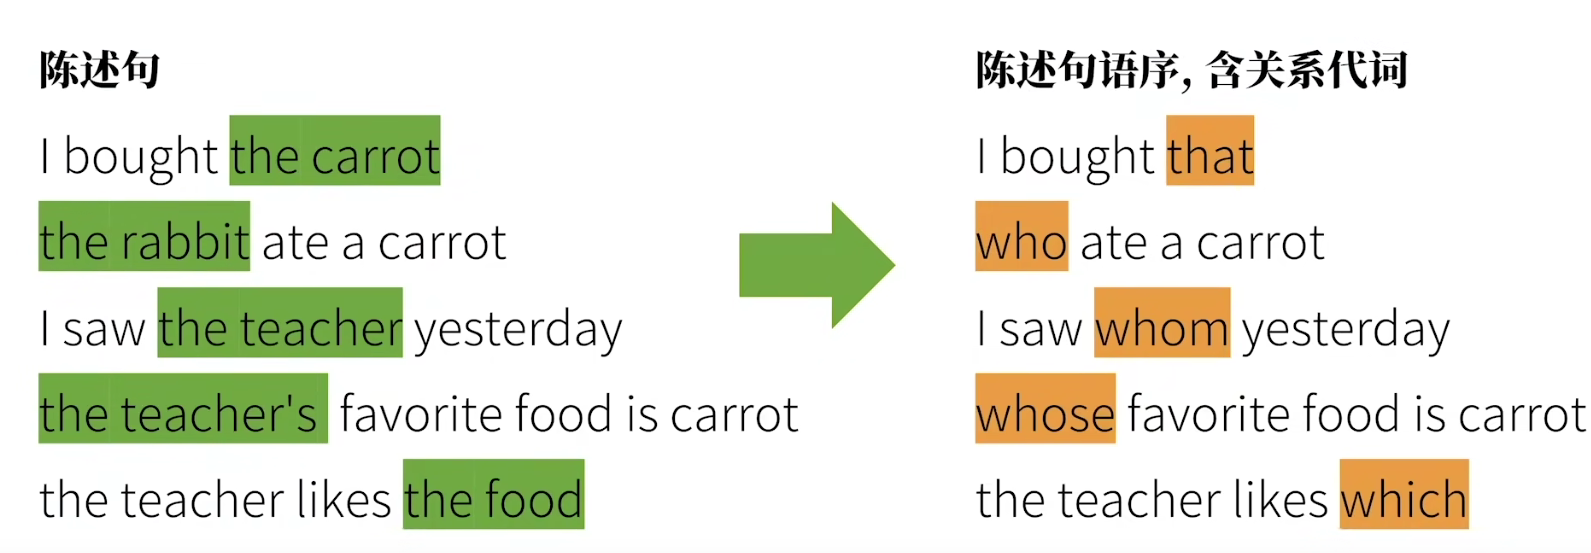 陈述句
I bought the carrot
the rabbit ate a carrot
I saw the teacher yesterday
the teacher's favorite food is carrot
the teacher likes the food
陈述句语序, 含关系代词
I bought that
who ate a carrot
I saw whom yesterday
whose favorite food is carrot
the teacher likes which